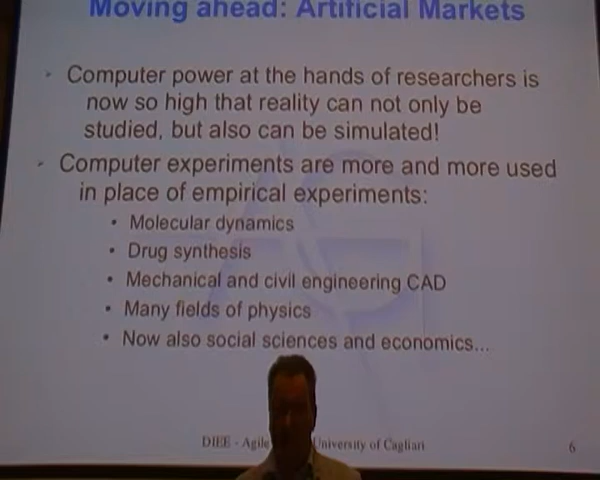 Moving ahead: Artificial Markets
Computer power at the hands of researchers is
now so high that reality can not only be
studied, but also can be simulated!
Computer experiments are more and more used
in place of empirical experiments:
• Molecular dynamics
• Drug synthesis
• Mechanical and civil engineering CAD
• Many fields of physics
• Now also social sciences and economics...
DIEE - Agile University of Cagliari
6